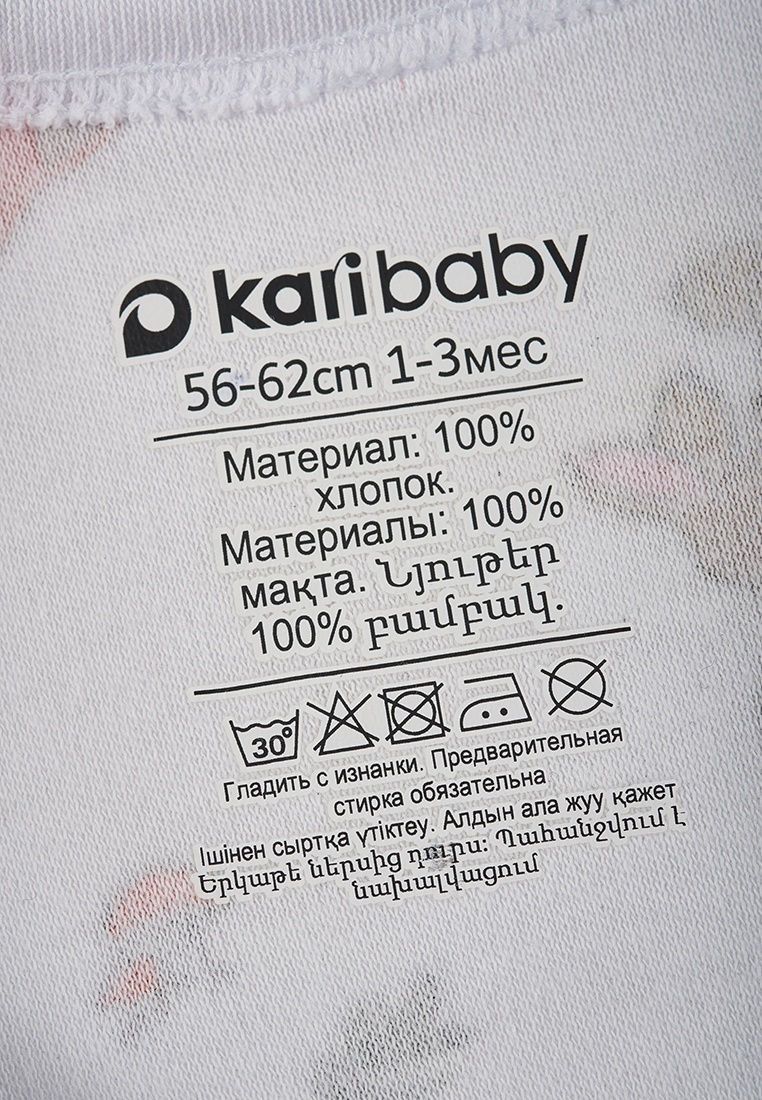 karibaby
56-62cm 1-3мес
Материал: 100%
хлопок.
Материалы: 100%
мақта. Նյութեր
100% բամբակ.
30°
Гладить с изнанки. Предварительная
стирка обязательна
Ішінен сыртқа үтіктеу. Алдын ала жуу қажет
Երկաթե ներսից դուրս: Պահանջվում է
նախալվացում